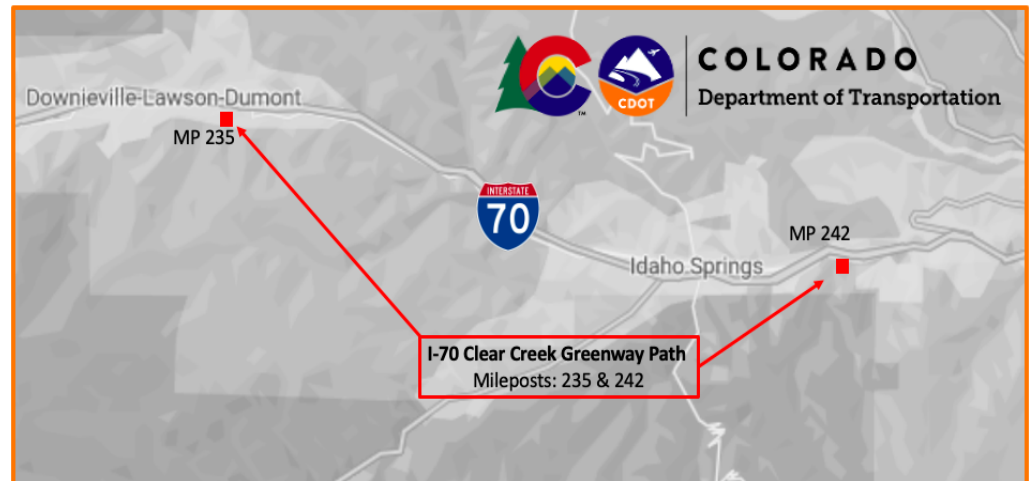 COLORADO
Department of Transportation
CDOT
TM
Downieville-Lawson-Dumont
MP 235
INTERSTATE
70
MP 242
Idaho Springs
I-70 Clear Creek Greenway Path
Mileposts: 235 & 242